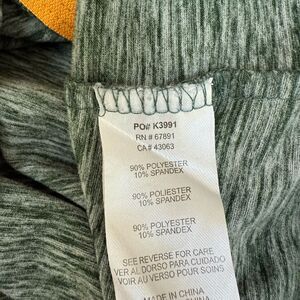 PO# K3991
RN # 67891
CA# 43063
90% POLYESTER
10% SPANDEX
90% POLIESTER
10% SPANDEX
90% POLYESTER
10% SPANDEX
SEE REVERSE FOR CARE
VER AL DORSO PARA CUIDADO
VOIR AU VERSO POUR SOINS
MADE IN CHINA